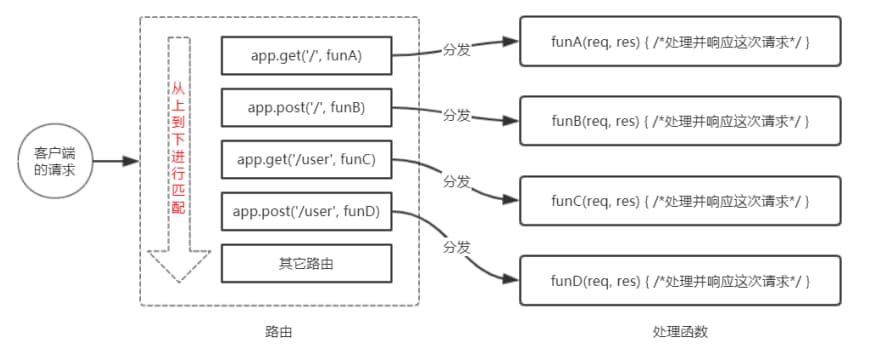 客户端
的请求
从上到下进行匹配
app.get('/', funA)
app.post('/', funB)
app.get('/user', funC)
app.post('/user', funD)
其它路由
分发
分发
分发
分发
funA(req, res) { /*处理并响应这次请求*/ }
funB(req, res) { /*处理并响应这次请求*/ }
funC(req, res) { /*处理并响应这次请求*/ }
funD(req, res) { /*处理并响应这次请求*/ }
路由
处理函数